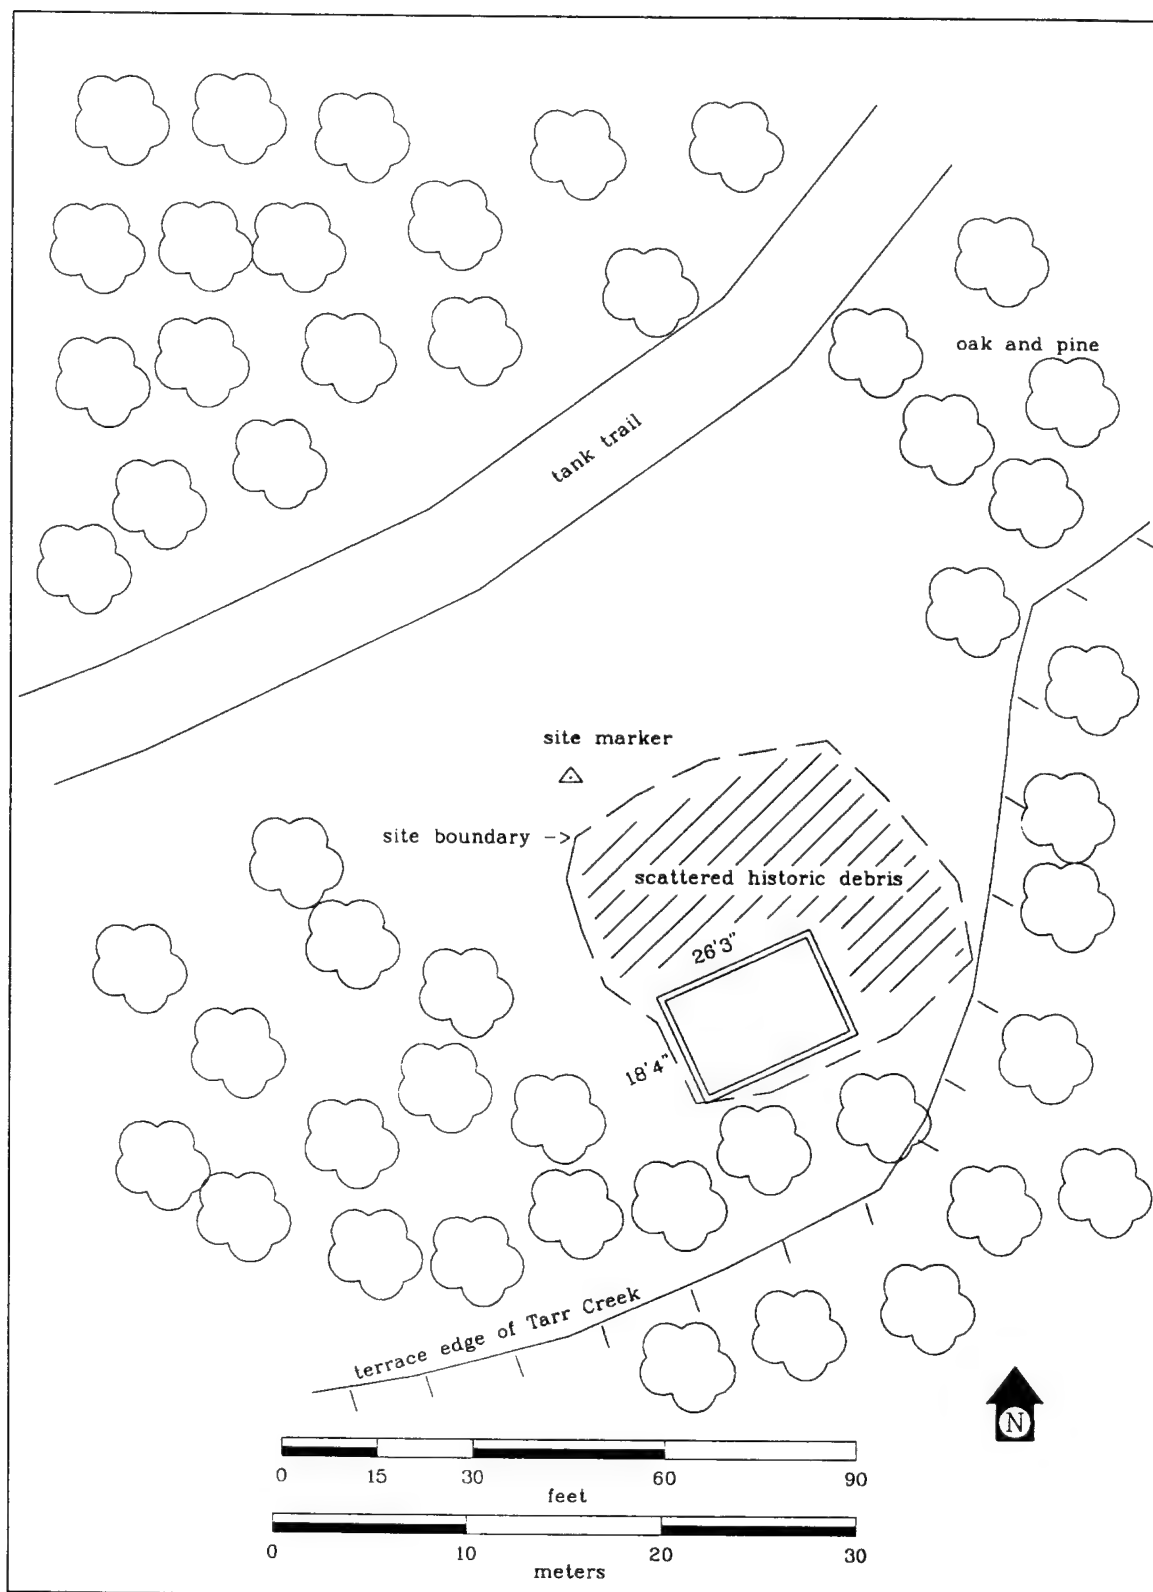 oak and pine
tank trail
site marker
site boundary ->
scattered historic debris
26'3"
18'4"
terrace edge of Tarr Creek
N
0 15 30 60 90
feet
0 10 20 30
meters